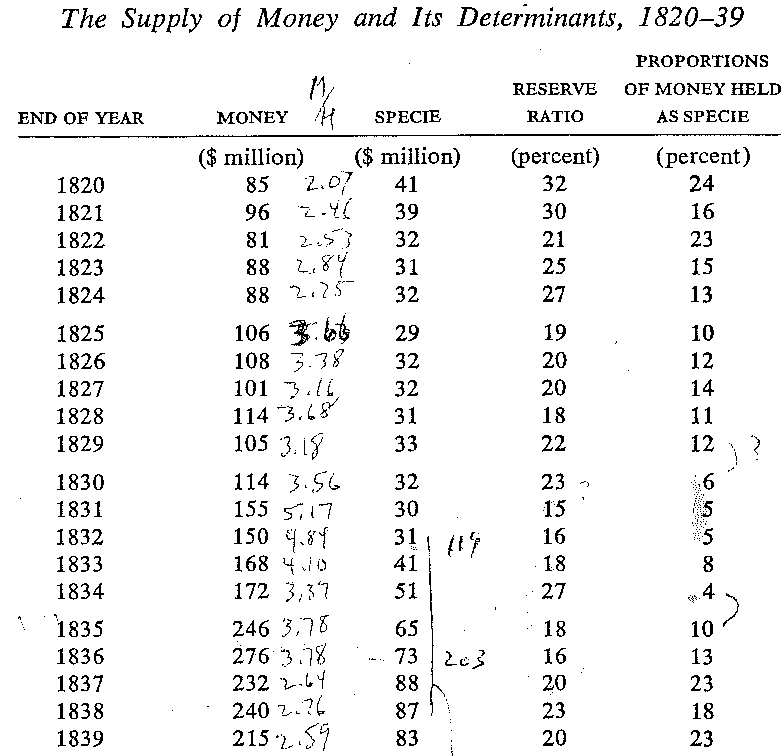 The Supply of Money and Its Determinants, 1820–39
PROPORTIONS
M/H RESERVE OF MONEY HELD
END OF YEAR MONEY SPECIE RATIO AS SPECIE
($ million) ($ million) (percent) (percent)
1820 85 2.07 41 32 24
1821 96 2.46 39 30 16
1822 81 2.53 32 21 23
1823 88 2.84 31 25 15
1824 88 2.75 32 27 13
1825 106 3.66 29 19 10
1826 108 3.38 32 20 12
1827 101 3.16 32 20 14
1828 114 3.68 31 18 11
1829 105 3.18 33 22 12 ?
1830 114 3.56 32 23 6
1831 155 5.17 30 15 5
1832 150 4.84 31 119 16 5
1833 168 4.10 41 18 8
1834 172 3.37 51 27 4
1835 246 3.78 65 18 10
1836 276 3.78 73 203 16 13
1837 232 2.64 88 20 23
1838 240 2.76 87 23 18
1839 215 2.59 83 20 23